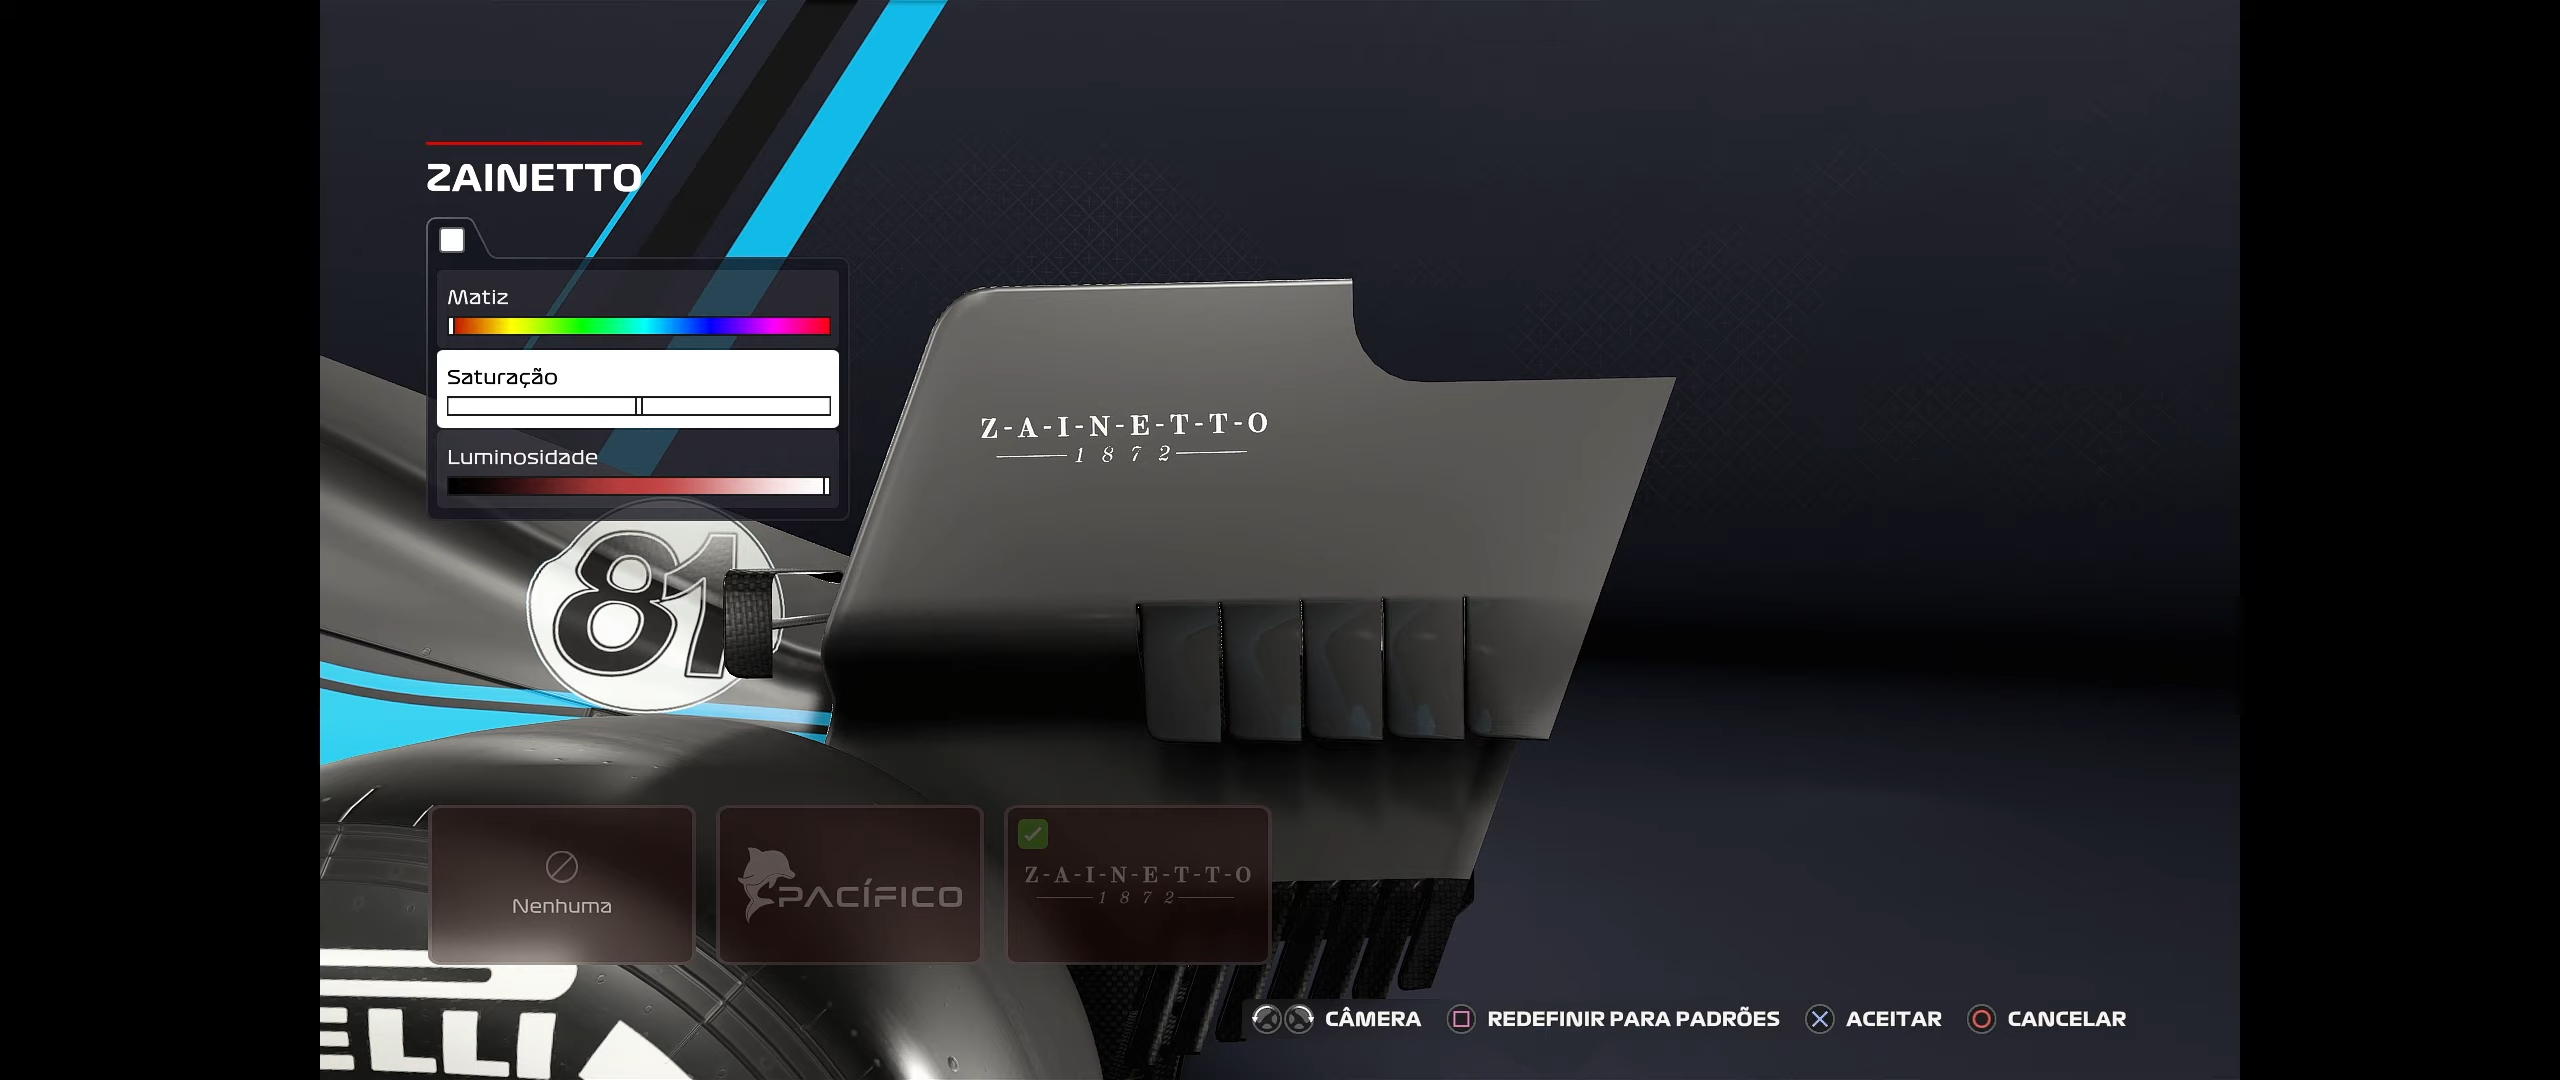 ZAINETTO
Matiz
Saturação
Luminosidade
Z-A-I-N-E-T-T-O
1 8 7 2
81
Nenhuma
PACÍFICO
Z-A-I-N-E-T-T-O
1 8 7 2
ELLI
CÂMERA
REDEFINIR PARA PADRÕES
ACEITAR
CANCELAR